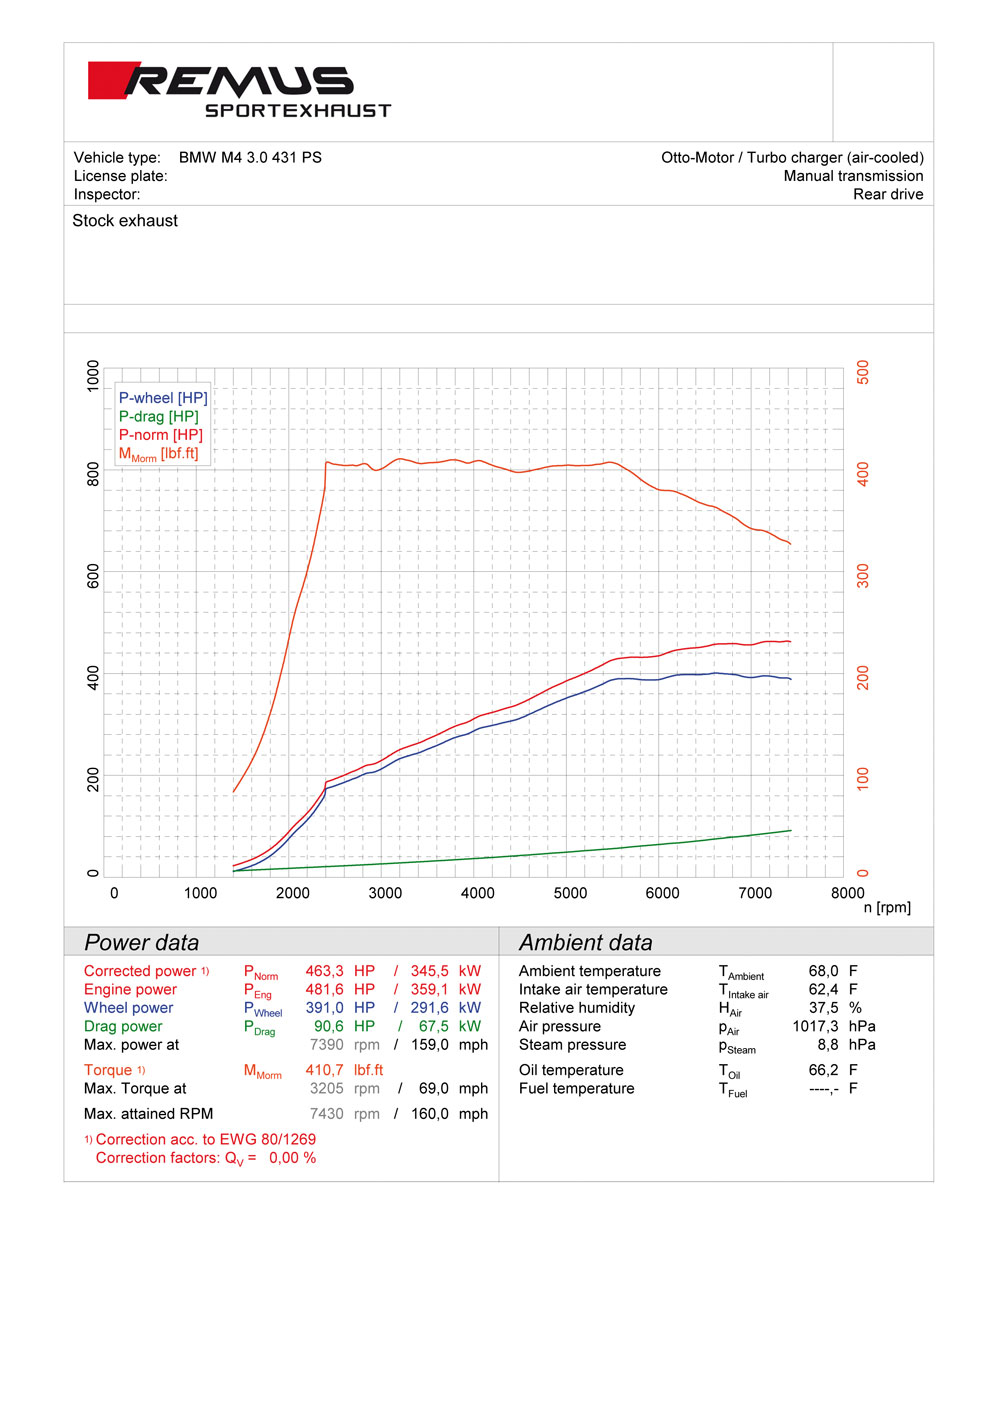 REMUS
SPORTEXHAUST
Vehicle type: BMW M4 3.0 431 PS
Otto-Motor / Turbo charger (air-cooled)
License plate:
Manual transmission
Inspector:
Rear drive
Stock exhaust
1000
800
600
400
200
0
P-wheel [HP]
P-drag [HP]
P-norm [HP]
MMorm [lbf.ft]
500
400
300
200
100
0
0 1000 2000 3000 4000 5000 6000 7000 8000
n [rpm]
Power data
Corrected power 1) PNorm 463,3 HP / 345,5 kW
Engine power PEng 481,6 HP / 359,1 kW
Wheel power PWheel 391,0 HP / 291,6 kW
Drag power PDrag 90,6 HP / 67,5 kW
Max. power at 7390 rpm / 159,0 mph
Torque 1) MMorm 410,7 lbf.ft
Max. Torque at 3205 rpm / 69,0 mph
Max. attained RPM 7430 rpm / 160,0 mph
1) Correction acc. to EWG 80/1269
Correction factors: QV = 0,00 %
Ambient data
Ambient temperature TAmbient 68,0 F
Intake air temperature TIntake air 62,4 F
Relative humidity HAir 37,5 %
Air pressure pAir 1017,3 hPa
Steam pressure pSteam 8,8 hPa
Oil temperature TOil 66,2 F
Fuel temperature TFuel ----,- F